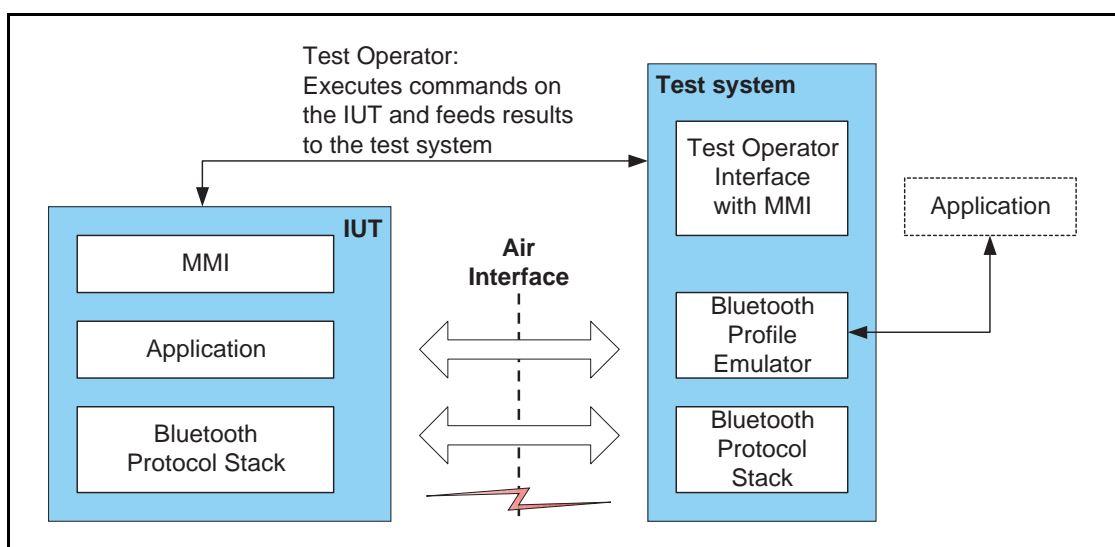 Test Operator:
Executes commands on
the IUT and feeds results
to the test system
Test system
Test Operator
Interface
with MMI
Application
IUT
MMI
Air
Interface
Application
Bluetooth
Profile
Emulator
Bluetooth
Protocol Stack
Bluetooth
Protocol
Stack